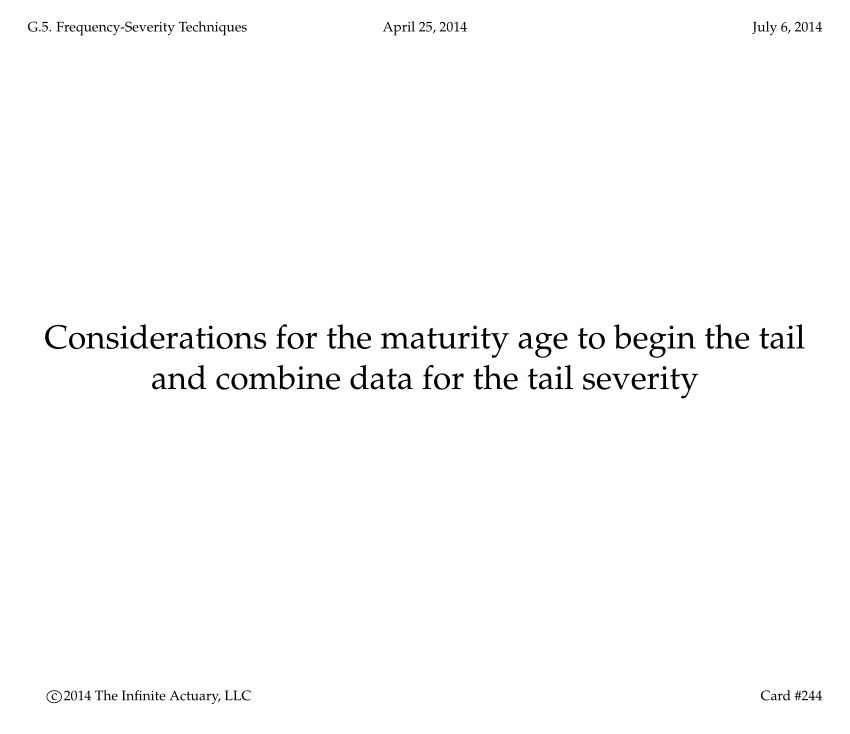 G.5. Frequency-Severity Techniques April 25, 2014 July 6, 2014
Considerations for the maturity age to begin the tail
and combine data for the tail severity
©2014 The Infinite Actuary, LLC Card #244